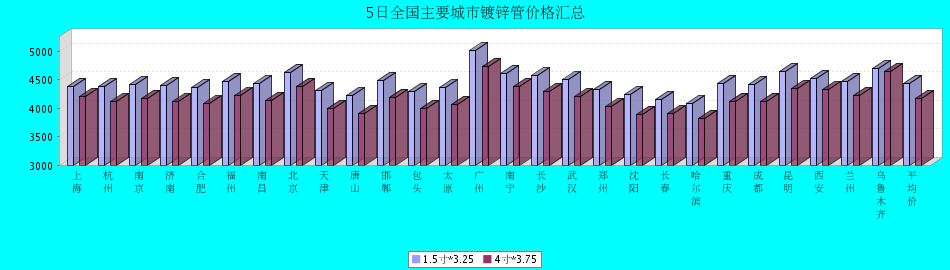 5日全国主要城市镀锌管价格汇总
5000
4500
4000
3500
3000
上海 杭州 南京 济南 合肥 福州 南昌 北京 天津 唐山 邯郸 包头 太原 广州 南宁 长沙 武汉 郑州 沈阳 长春 哈尔滨 重庆 成都 昆明 西安 兰州 乌鲁木齐 平均价
1.5寸*3.25 4寸*3.75